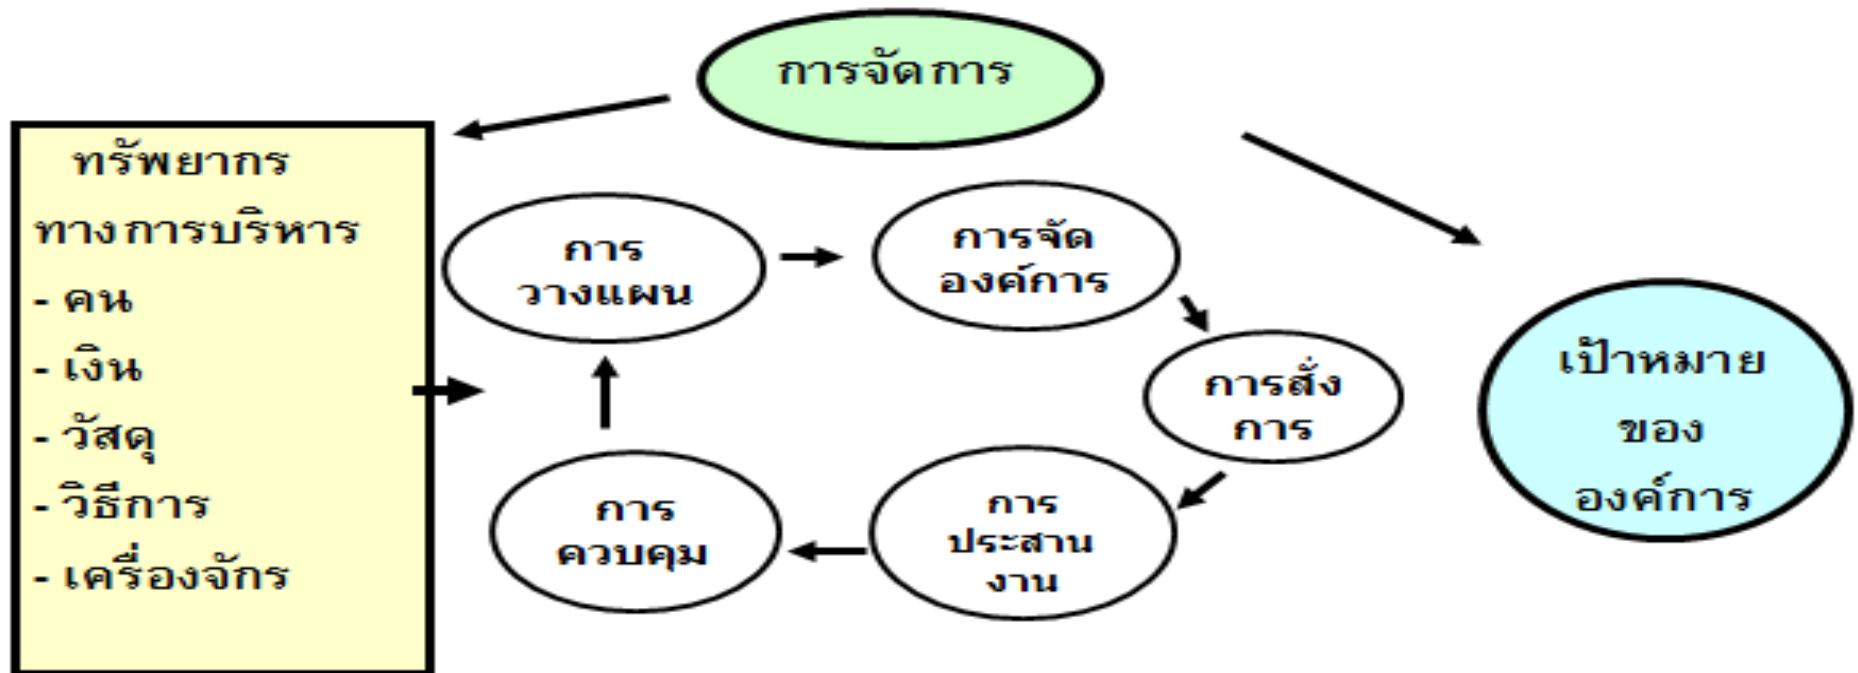 การจัดการ
ทรัพยากร
ทางการบริหาร
- คน
- เงิน
- วัสดุ
- วิธีการ
- เครื่องจักร
การ
วางแผน
การจัด
องค์การ
การสั่ง
การ
การ
ประสาน
งาน
การ
ควบคุม
เป้าหมาย
ของ
องค์การ